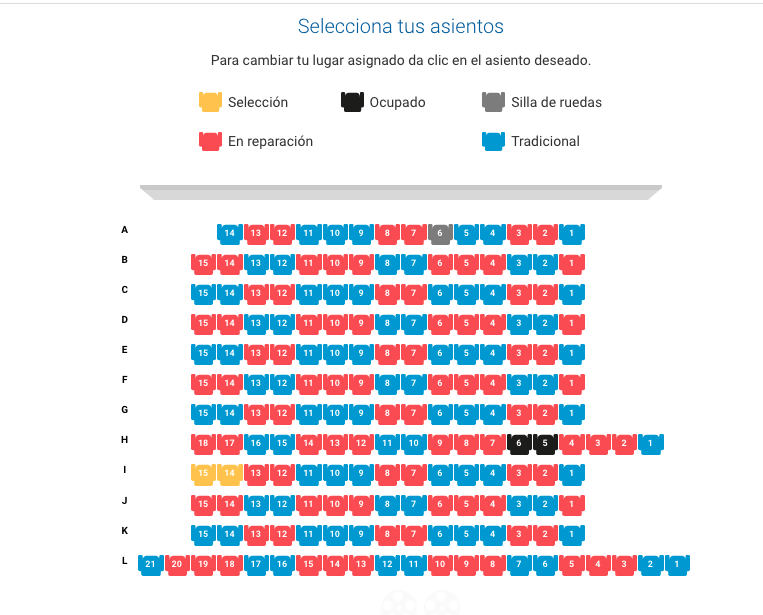 Selecciona tus asientos
Para cambiar tu lugar asignado da clic en el asiento deseado.
Selección Ocupado Silla de ruedas
En reparación Tradicional
A 14 13 12 11 10 9 8 7 6 5 4 3 2 1
B 15 14 13 12 11 10 9 8 7 6 5 4 3 2 1
C 15 14 13 12 11 10 9 8 7 6 5 4 3 2 1
D 15 14 13 12 11 10 9 8 7 6 5 4 3 2 1
E 15 14 13 12 11 10 9 8 7 6 5 4 3 2 1
F 15 14 13 12 11 10 9 8 7 6 5 4 3 2 1
G 15 14 13 12 11 10 9 8 7 6 5 4 3 2 1
H 18 17 16 15 14 13 12 11 10 9 8 7 6 5 4 3 2 1
I 15 14 13 12 11 10 9 8 7 6 5 4 3 2 1
J 15 14 13 12 11 10 9 8 7 6 5 4 3 2 1
K 15 14 13 12 11 10 9 8 7 6 5 4 3 2 1
L 21 20 19 18 17 16 15 14 13 12 11 10 9 8 7 6 5 4 3 2 1